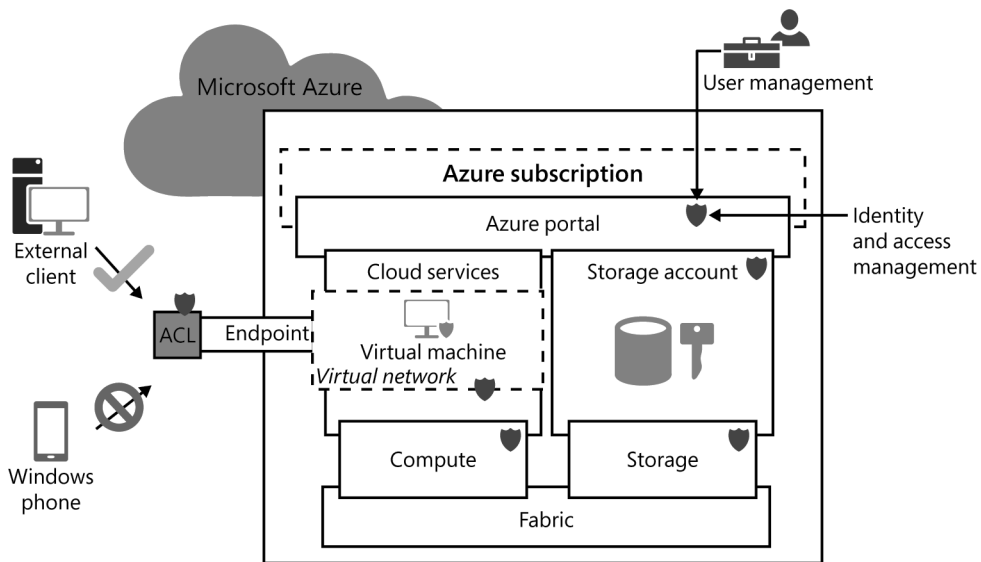 Microsoft Azure
User management
Azure subscription
Azure portal
Identity
and access
management
External
client
Cloud services
Storage account
ACL
Endpoint
Virtual machine
Virtual network
Windows
phone
Compute
Storage
Fabric